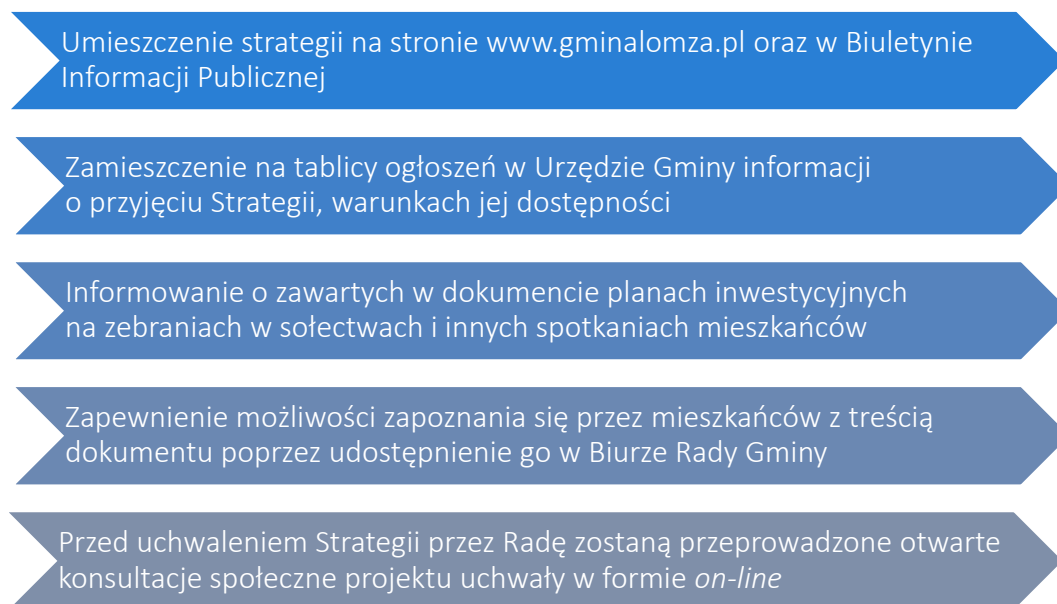 Umieszczenie strategii na stronie www.gminalomza.pl oraz w Biuletynie
Informacji Publicznej
Zamieszczenie na tablicy ogłoszeń w Urzędzie Gminy informacji
o przyjęciu Strategii, warunkach jej dostępności
Informowanie o zawartych w dokumencie planach inwestycyjnych
na zebraniach w sołectwach i innych spotkaniach mieszkańców
Zapewnienie możliwości zapoznania się przez mieszkańców z treścią
dokumentu poprzez udostępnienie go w Biurze Rady Gminy
Przed uchwaleniem Strategii przez Radę zostaną przeprowadzone otwarte
konsultacje społeczne projektu uchwały w formie on-line